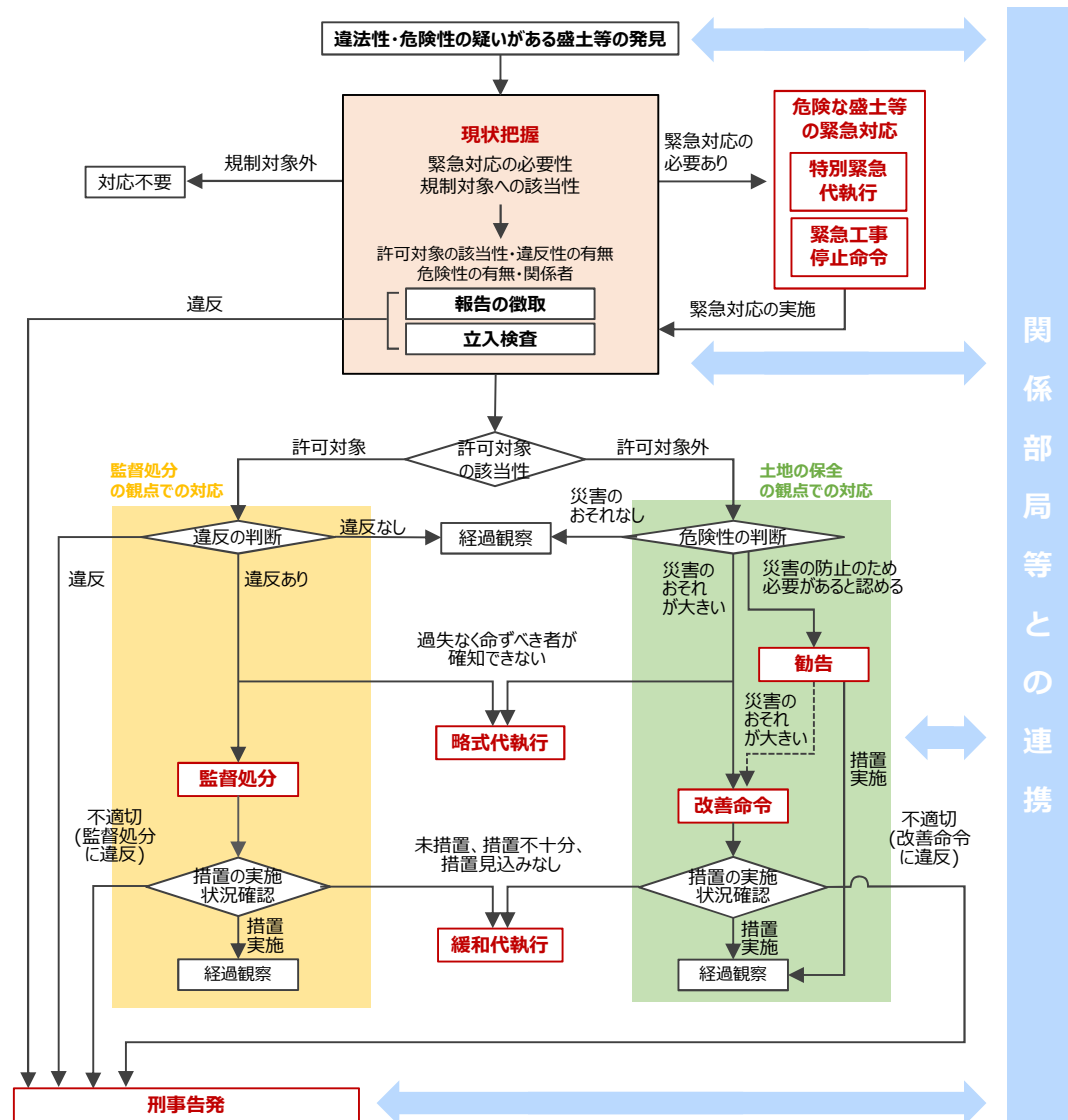 違法性・危険性の疑いがある盛土等の発見
現状把握
緊急対応の必要性
規制対象への該当性
許可対象の該当性・違反性の有無
危険性の有無・関係者
報告の徴取
立入検査
規制対象外
対応不要
緊急対応の
必要あり
危険な盛土等
の緊急対応
特別緊急
代執行
緊急工事
停止命令
緊急対応の実施
違反
許可対象
の該当性
許可対象
許可対象外
監督処分
の観点での対応
土地の保全
の観点での対応
違反の判断
違反なし
経過観察
災害の
おそれなし
危険性の判断
違反
違反あり
災害の
おそれ
が大きい
災害の防止のため
必要があると認める
過失なく命ずべき者が
確知できない
勧告
略式代執行
災害の
おそれ
が大きい
措置
実施
監督処分
改善命令
不適切
(監督処分
に違反)
未措置、措置不十分、
措置見込みなし
不適切
(改善命令
に違反)
措置の実施
状況確認
措置の実施
状況確認
措置
実施
緩和代執行
措置
実施
経過観察
経過観察
刑事告発
関係部局等との連携